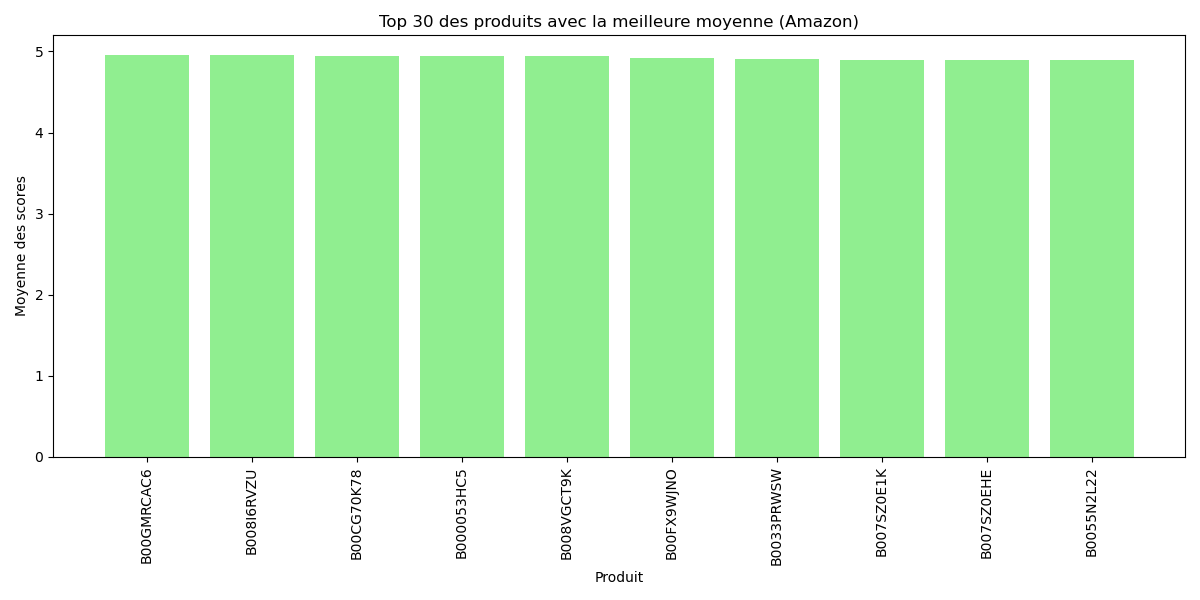 Top 30 des produits avec la meilleure moyenne (Amazon)
Moyenne des scores
5
4
3
2
1
0
B00GMRCAC6
B008I6RVZU
B00CG70K78
B000053HC5
B008VGCT9K
B00FX9WJNO
B0033PRWSW
B007SZ0E1K
B007SZ0EHE
B0055N2L22
Produit